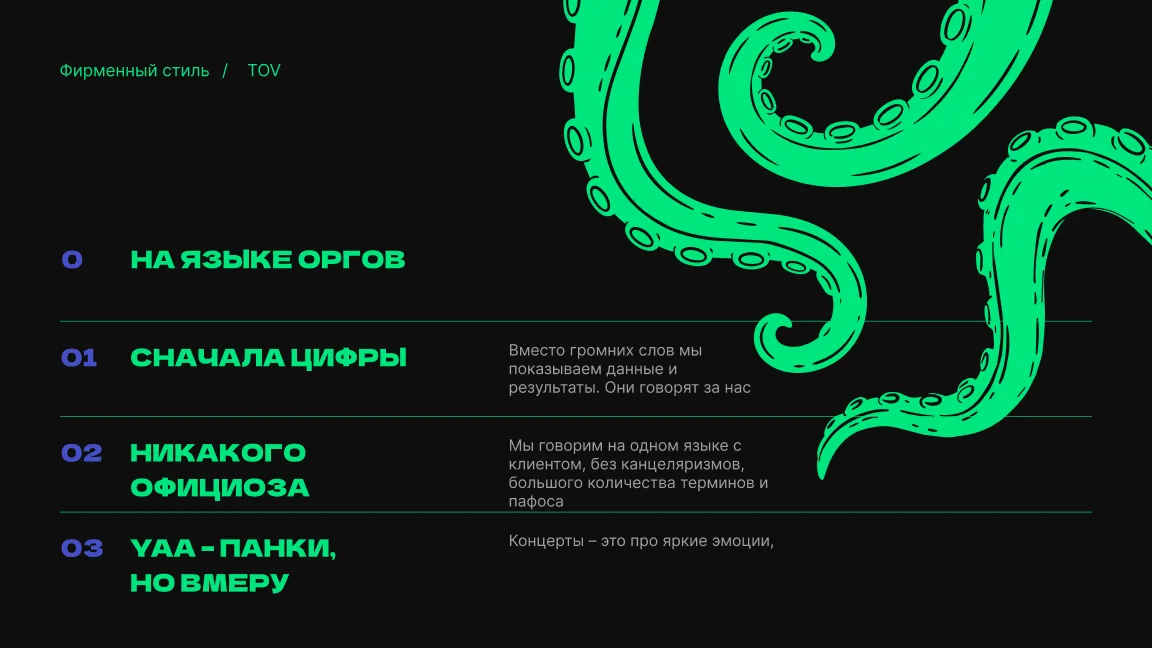 Фирменный стиль / TOV
0 НА ЯЗЫКЕ ОРГОВ
01 СНАЧАЛА ЦИФРЫ
Вместо громних слов мы
показываем данные и
результаты. Они говорят за нас
02 НИКАКОГО
ОФИЦИОЗА
Мы говорим на одном языке с
клиентом, без канцеляризмов,
большого количества терминов и
пафоса
03 YAA – ПАНКИ,
НО ВМЕРУ
Концерты – это про яркие эмоции,